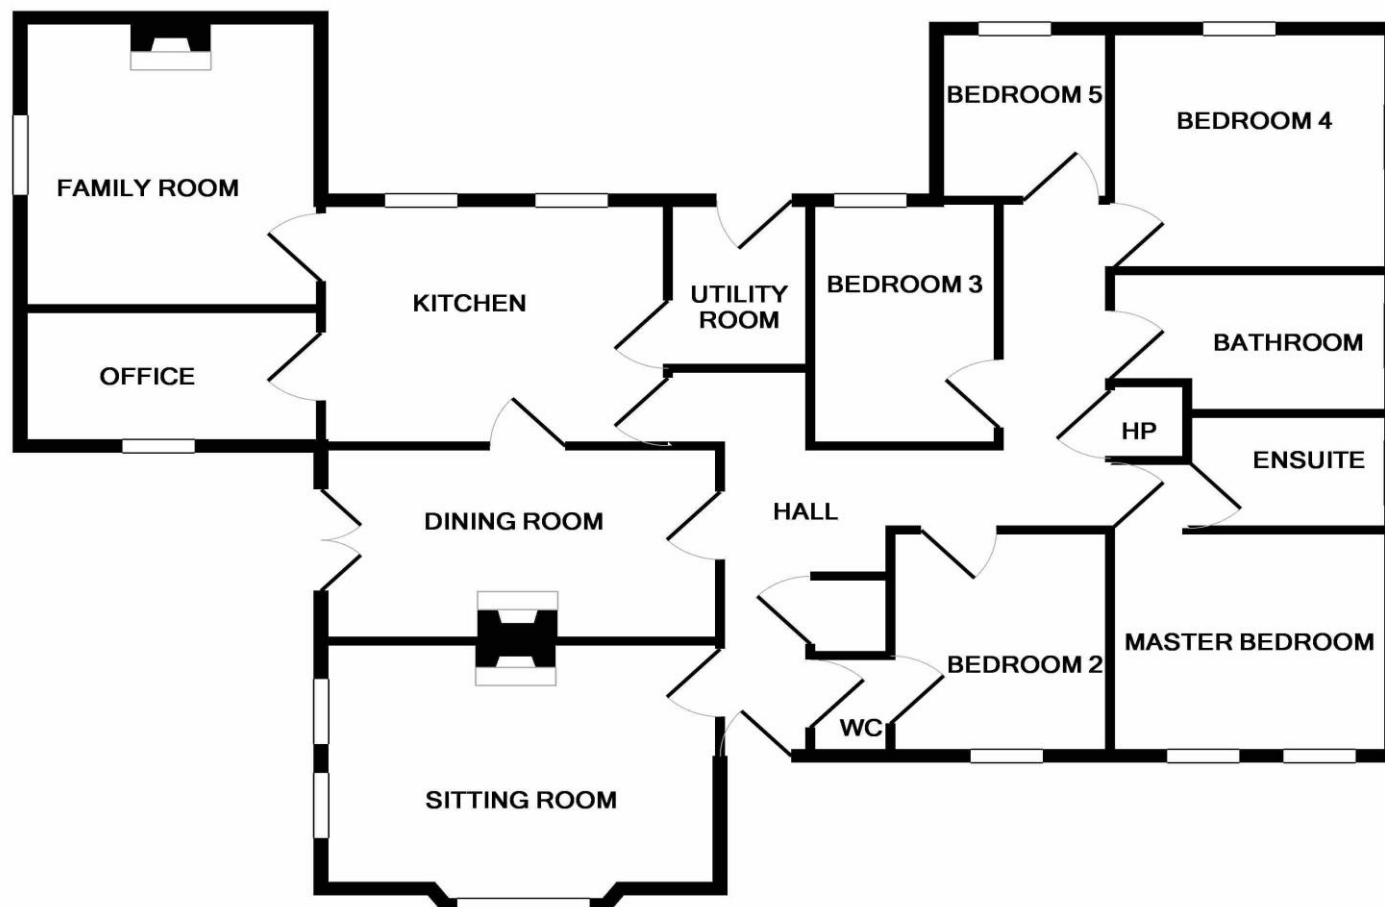 BEDROOM 5
BEDROOM 4
FAMILY ROOM
KITCHEN
UTILITY
ROOM
BEDROOM 3
BATHROOM
OFFICE
HP
ENSUITE
DINING ROOM
HALL
MASTER BEDROOM
BEDROOM 2
WC
SITTING ROOM